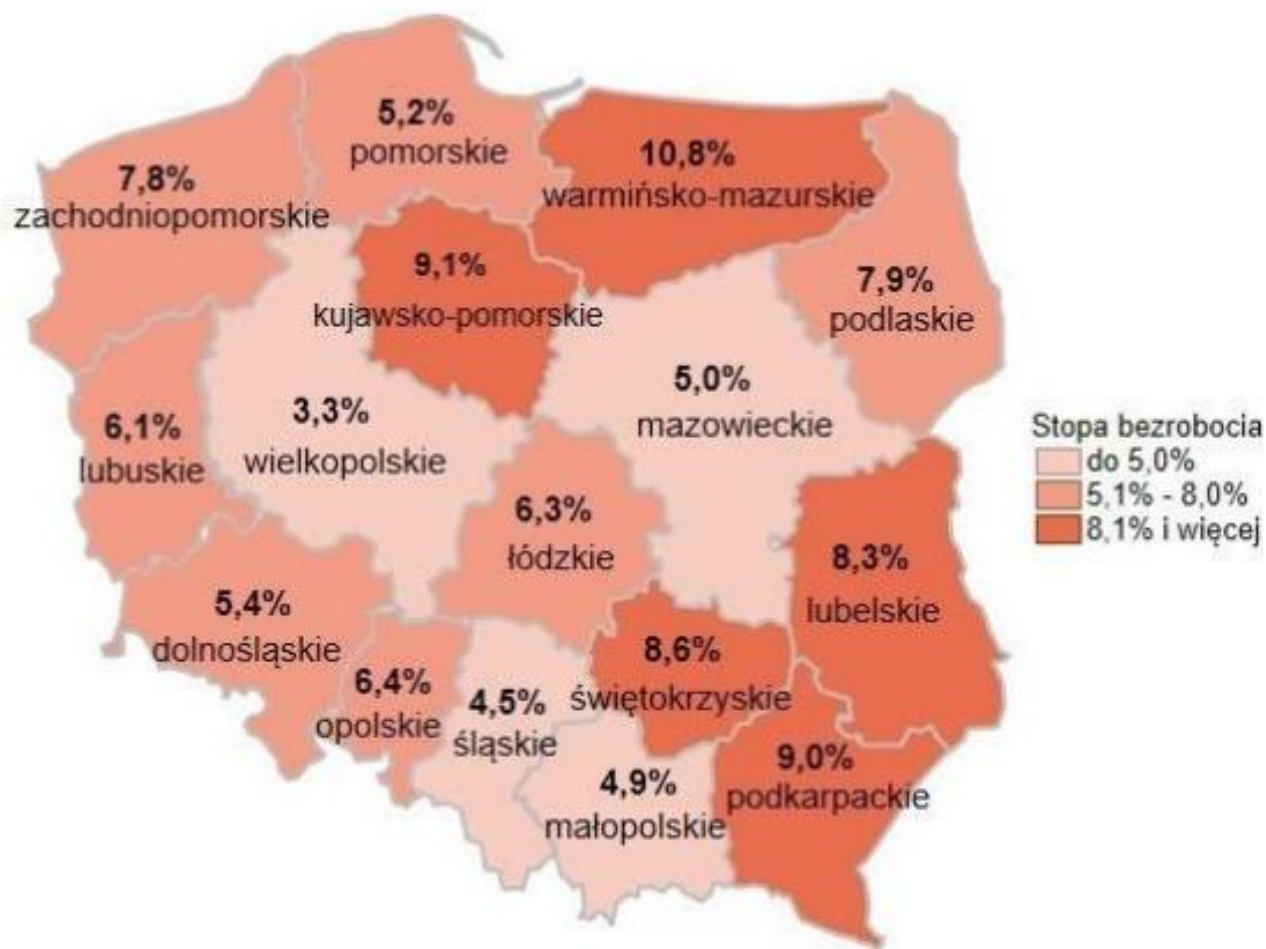 5,2%
pomorskie
10,8%
warmińsko-mazurskie
7,8%
zachodniopomorskie
9,1%
kujawsko-pomorskie
7,9%
podlaskie
5,0%
mazowieckie
3,3%
wielkopolskie
6,1%
lubuskie
Stopa bezrobocia
do 5,0%
5,1% - 8,0%
8,1% i więcej
6,3%
łódzkie
8,3%
lubelskie
5,4%
dolnośląskie
8,6%
świętokrzyskie
6,4%
opolskie
4,5%
śląskie
4,9%
małopolskie
9,0%
podkarpackie